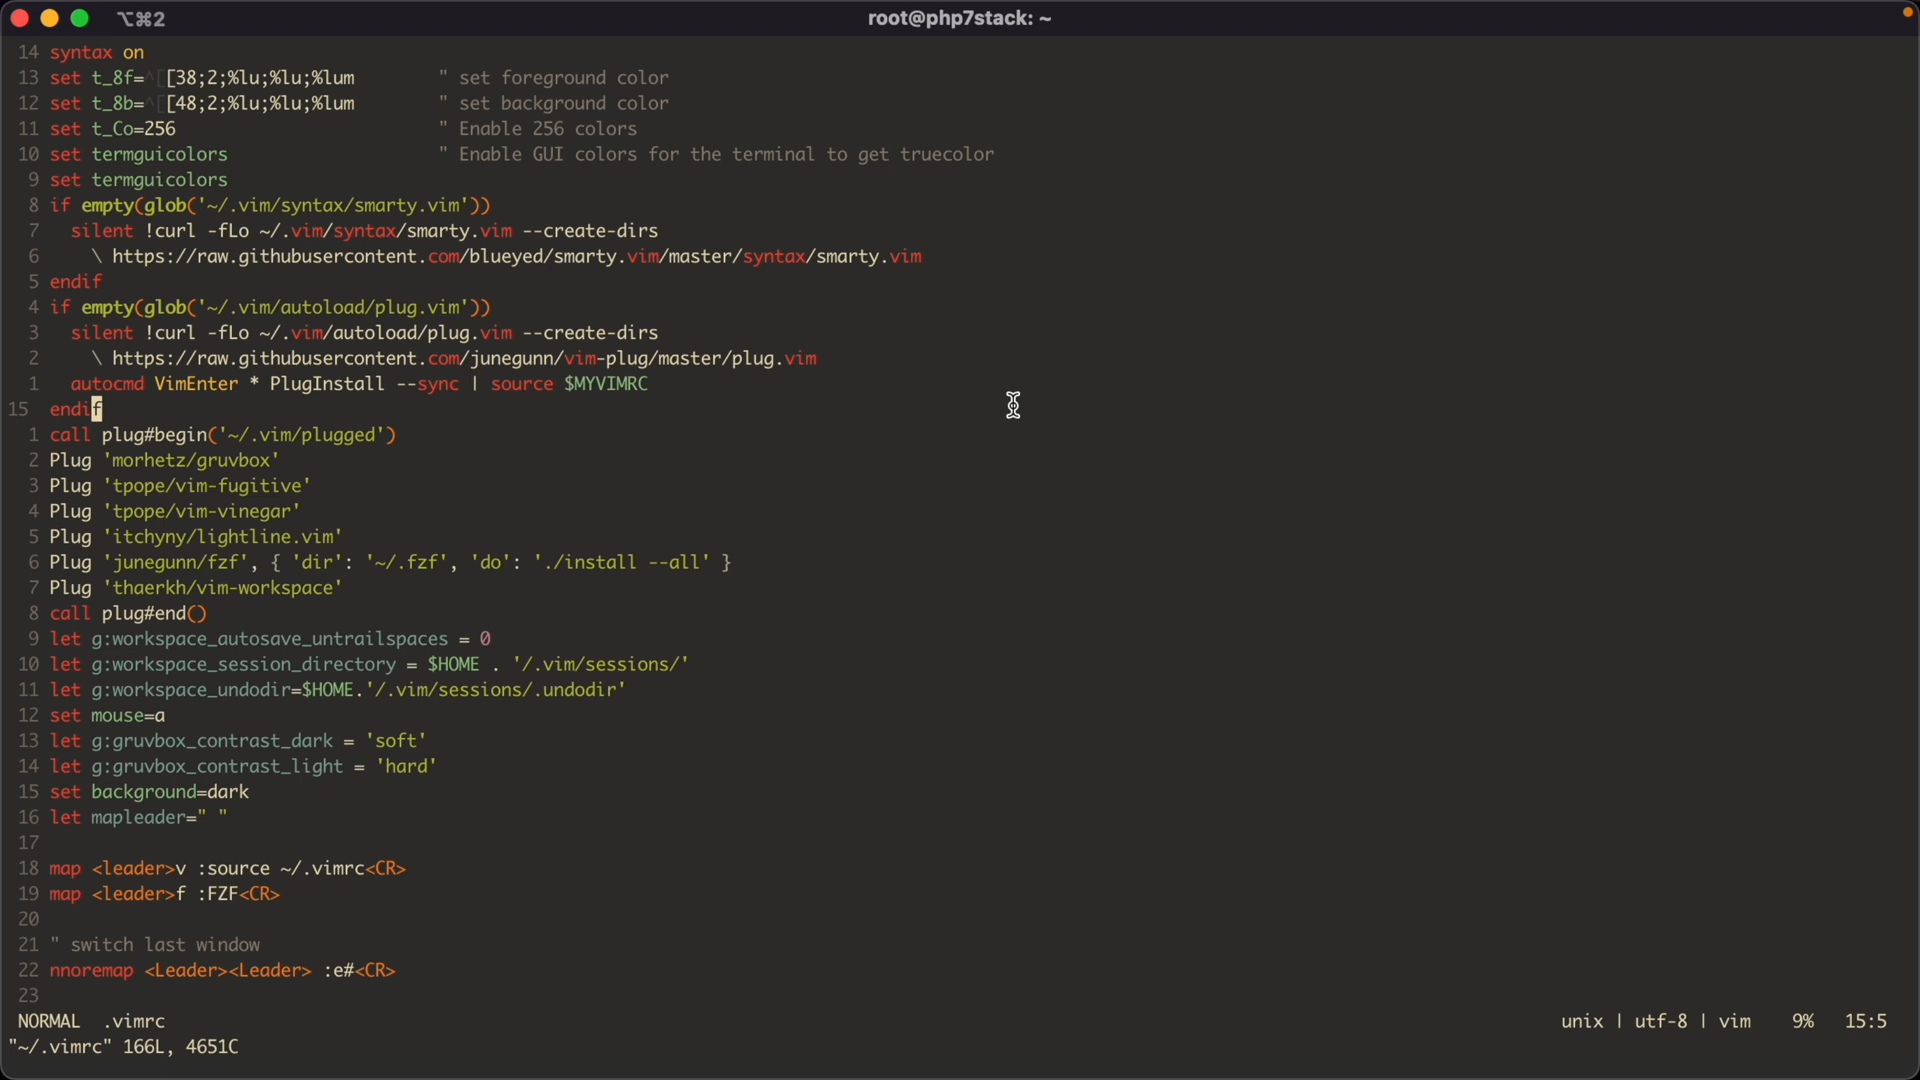 ⌥⌘2
root@php7stack: ~
14 syntax on
13 set t_8f=^[[38;2;%lu;%lu;%lum        " set foreground color
12 set t_8b=^[[48;2;%lu;%lu;%lum        " set background color
11 set t_Co=256                         " Enable 256 colors
10 set termguicolors                    " Enable GUI colors for the terminal to get truecolor
9 set termguicolors
8 if empty(glob('~/.vim/syntax/smarty.vim'))
7   silent !curl -fLo ~/.vim/syntax/smarty.vim --create-dirs
6     \ https://raw.githubusercontent.com/blueyed/smarty.vim/master/syntax/smarty.vim
5 endif
4 if empty(glob('~/.vim/autoload/plug.vim'))
3   silent !curl -fLo ~/.vim/autoload/plug.vim --create-dirs
2     \ https://raw.githubusercontent.com/junegunn/vim-plug/master/plug.vim
1   autocmd VimEnter * PlugInstall --sync | source $MYVIMRC
15 endif
1 call plug#begin('~/.vim/plugged')
2 Plug 'morhetz/gruvbox'
3 Plug 'tpope/vim-fugitive'
4 Plug 'tpope/vim-vinegar'
5 Plug 'itchyny/lightline.vim'
6 Plug 'junegunn/fzf', { 'dir': '~/.fzf', 'do': './install --all' }
7 Plug 'thaerkh/vim-workspace'
8 call plug#end()
9 let g:workspace_autosave_untrailspaces = 0
10 let g:workspace_session_directory = $HOME . '/.vim/sessions/'
11 let g:workspace_undodir=$HOME.'/.vim/sessions/.undodir'
12 set mouse=a
13 let g:gruvbox_contrast_dark = 'soft'
14 let g:gruvbox_contrast_light = 'hard'
15 set background=dark
16 let mapleader=" "
17
18 map <leader>v :source ~/.vimrc<CR>
19 map <leader>f :FZF<CR>
20
21 " switch last window
22 nnoremap <Leader><Leader> :e#<CR>
23
NORMAL  .vimrc                unix | utf-8 | vim   9%   15:5
"~/.vimrc" 166L, 4651C